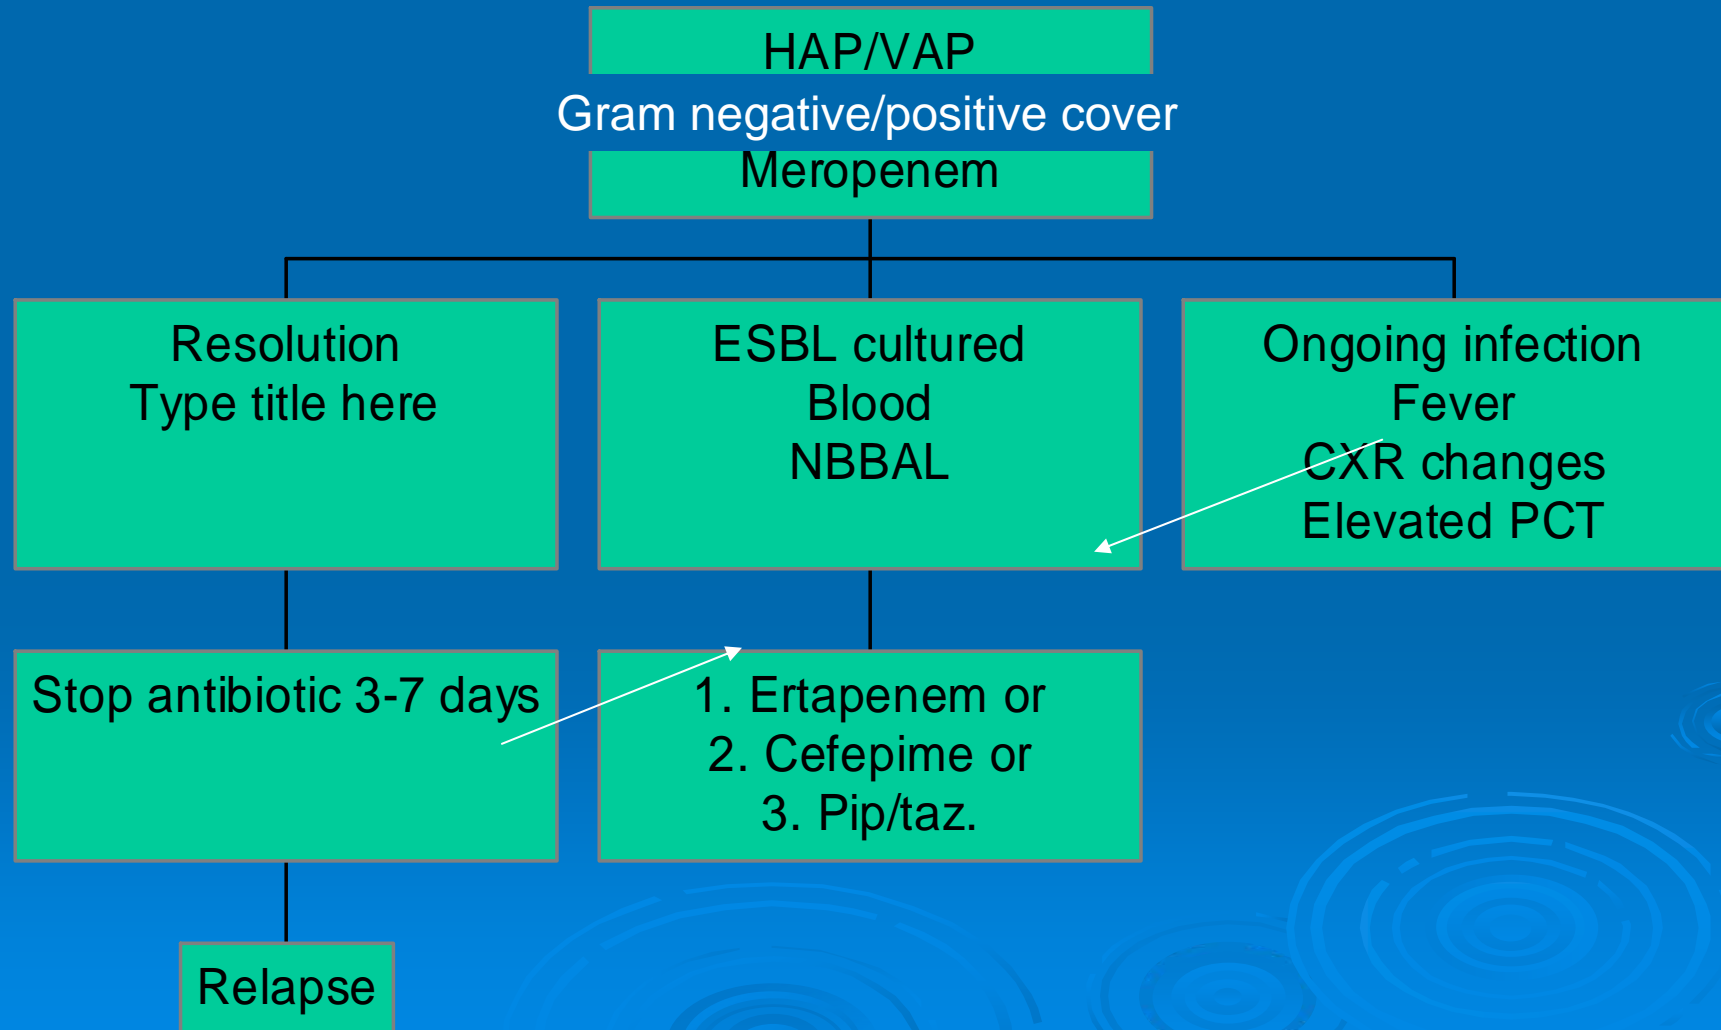 HAP/VAP
Gram negative/positive cover
Meropenem
Resolution
Type title here
ESBL cultured
Blood
NBBAL
Ongoing infection
Fever
CXR changes
Elevated PCT
Stop antibiotic 3-7 days
1. Ertapenem or
2. Cefepime or
3. Pip/taz.
Relapse